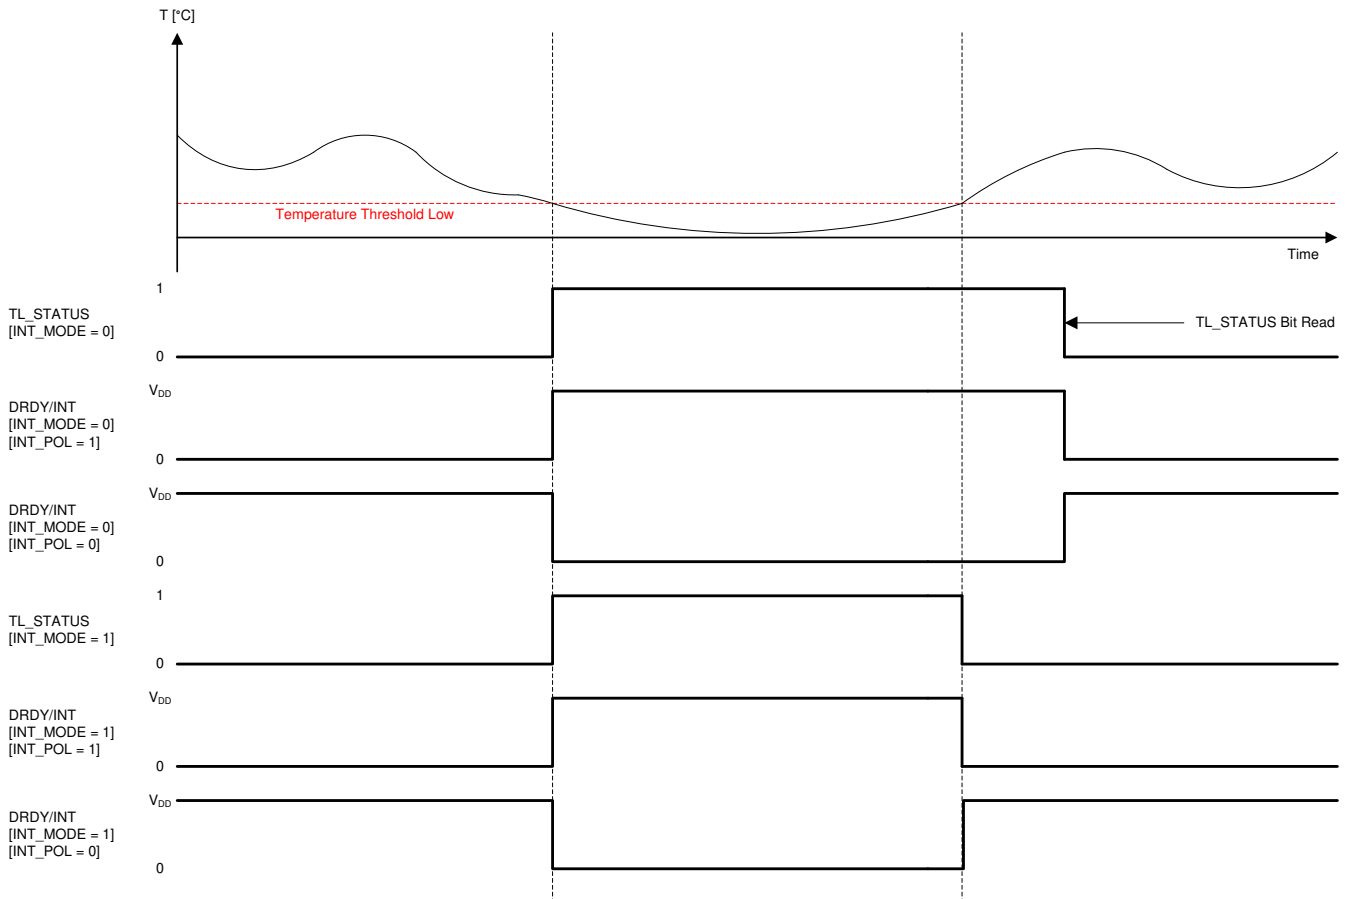 T [°C]
Temperature Threshold Low
Time
1
TL_STATUS
[INT_MODE = 0]
TL_STATUS Bit Read
0
VDD
DRDY/INT
[INT_MODE = 0]
[INT_POL = 1]
0
VDD
DRDY/INT
[INT_MODE = 0]
[INT_POL = 0]
0
1
TL_STATUS
[INT_MODE = 1]
0
VDD
DRDY/INT
[INT_MODE = 1]
[INT_POL = 1]
0
VDD
DRDY/INT
[INT_MODE = 1]
[INT_POL = 0]
0